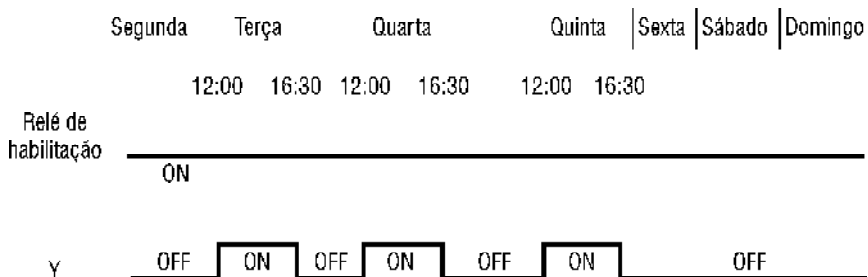 Segunda Terça Quarta Quinta Sexta Sábado Domingo
12:00 16:30 12:00 16:30 12:00 16:30
Relé de
habilitação
ON
Y OFF ON OFF ON OFF ON OFF